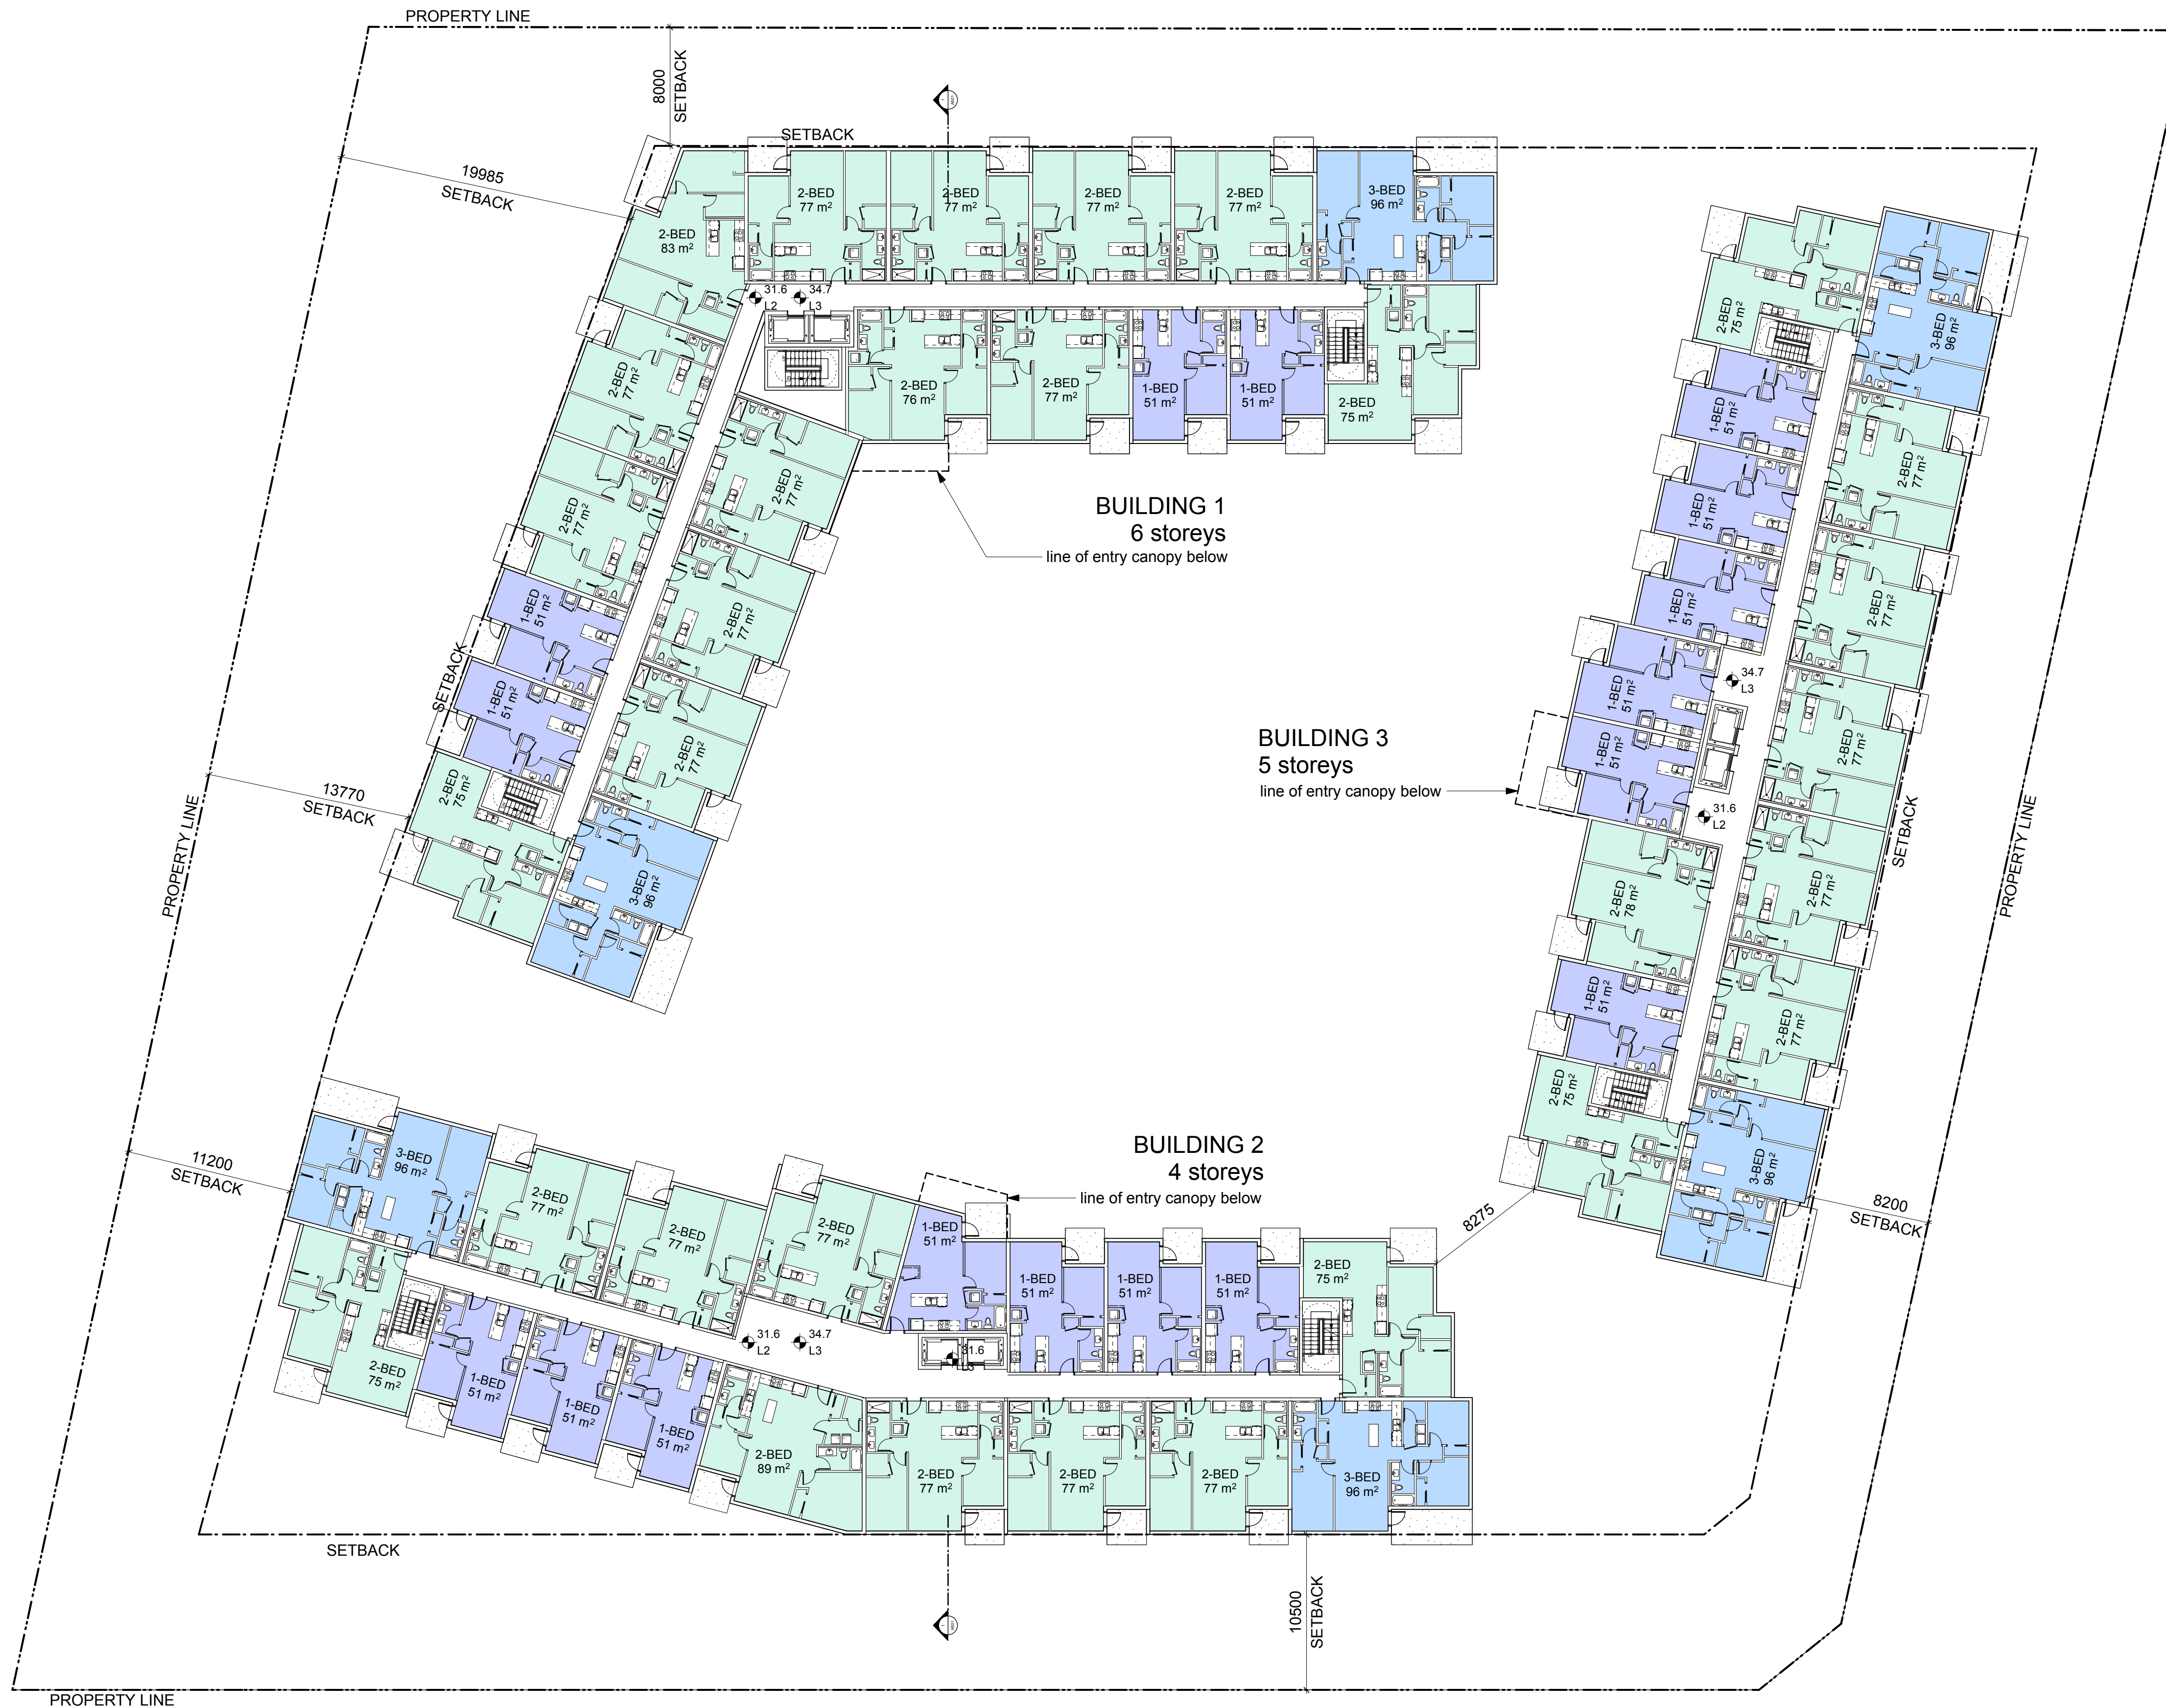 PROPERTY LINE
8000
SETBACK
SETBACK
19985
SETBACK
2-BED
83 m²
2-BED
77 m²
2-BED
77 m²
2-BED
77 m²
2-BED
77 m²
3-BED
96 m²
31.6
L2
34.7
L3
2-BED
76 m²
2-BED
77 m²
1-BED
51 m²
1-BED
51 m²
2-BED
75 m²
2-BED
77 m²
2-BED
77 m²
2-BED
77 m²
2-BED
77 m²
2-BED
77 m²
1-BED
51 m²
1-BED
51 m²
2-BED
75 m²
3-BED
96 m²
BUILDING 1
6 storeys
line of entry canopy below
SETBACK
13770
SETBACK
PROPERTY LINE
2-BED
75 m²
3-BED
96 m²
1-BED
51 m²
1-BED
51 m²
1-BED
51 m²
1-BED
51 m²
1-BED
51 m²
2-BED
77 m²
2-BED
77 m²
2-BED
77 m²
2-BED
77 m²
2-BED
77 m²
34.7
L3
31.6
L2
2-BED
78 m²
1-BED
51 m²
2-BED
75 m²
3-BED
96 m²
BUILDING 3
5 storeys
line of entry canopy below
SETBACK
PROPERTY LINE
8200
SETBACK
8275
BUILDING 2
4 storeys
line of entry canopy below
11200
SETBACK
3-BED
96 m²
2-BED
77 m²
2-BED
77 m²
2-BED
77 m²
1-BED
51 m²
1-BED
51 m²
1-BED
51 m²
1-BED
51 m²
2-BED
75 m²
31.6
L2
34.7
L3
31.6
L3
2-BED
75 m²
1-BED
51 m²
1-BED
51 m²
1-BED
51 m²
2-BED
89 m²
2-BED
77 m²
2-BED
77 m²
2-BED
77 m²
3-BED
96 m²
SETBACK
10500
SETBACK
PROPERTY LINE